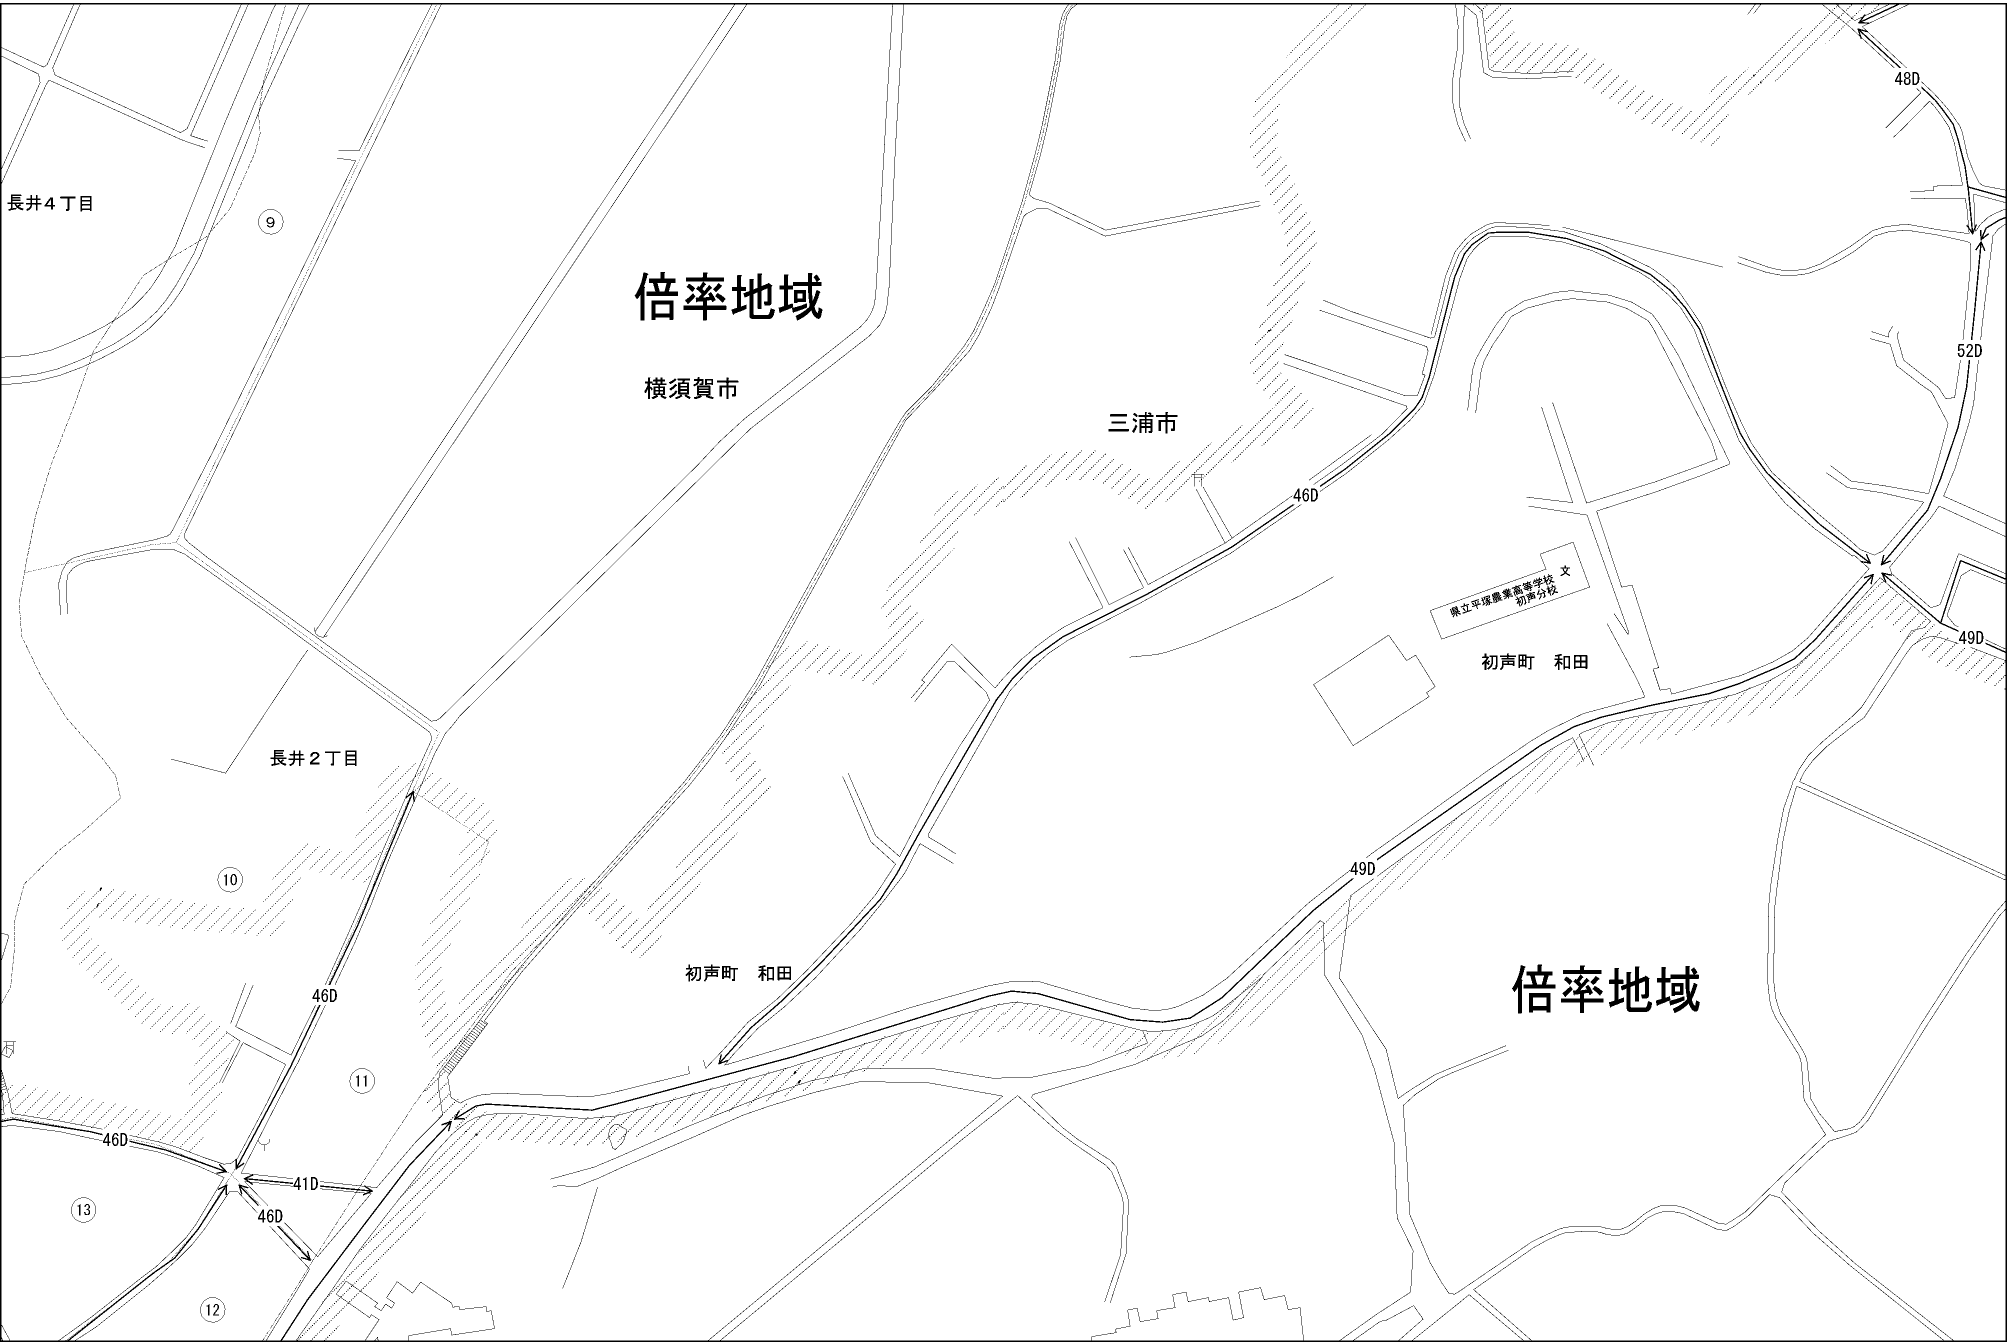 48D
長井４丁目
９
倍率地域
52D
横須賀市
三浦市
46D
県立平塚農業高等学校
初声分校
文
49D
初声町　和田
長井２丁目
49D
10
初声町　和田
倍率地域
46D
11
46D
41D
46D
13
12